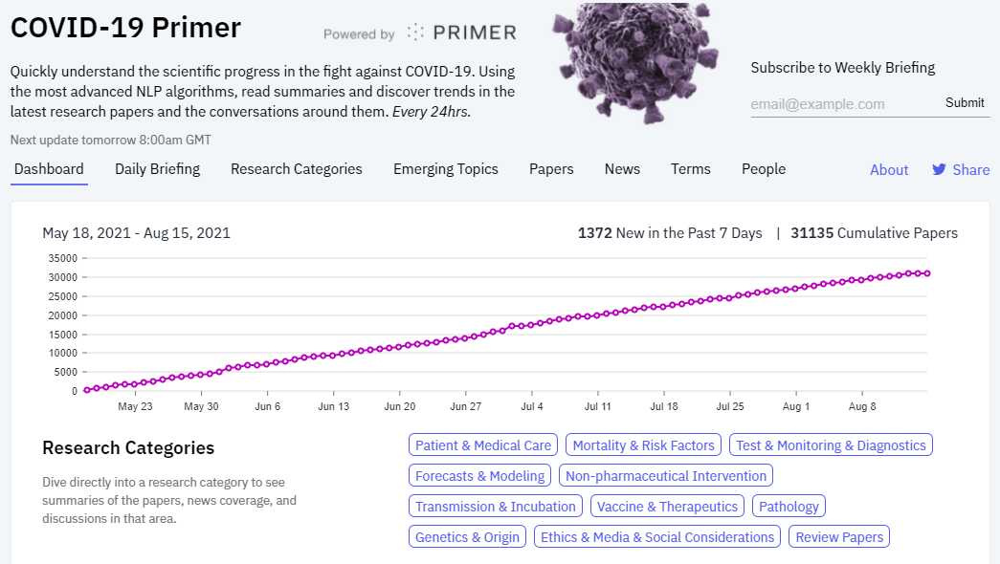 COVID-19 Primer
Powered by PRIMER
Quickly understand the scientific progress in the fight against COVID-19. Using
the most advanced NLP algorithms, read summaries and discover trends in the
latest research papers and the conversations around them. Every 24hrs.
Next update tomorrow 8:00am GMT
Subscribe to Weekly Briefing
email@example.com Submit
Dashboard Daily Briefing Research Categories Emerging Topics Papers News Terms People About Share
May 18, 2021 - Aug 15, 2021 1372 New in the Past 7 Days | 31135 Cumulative Papers
35000
30000
25000
20000
15000
10000
5000
0
May 23 May 30 Jun 6 Jun 13 Jun 20 Jun 27 Jul 4 Jul 11 Jul 18 Jul 25 Aug 1 Aug 8
Research Categories
Dive directly into a research category to see
summaries of the papers, news coverage, and
discussions in that area.
Patient & Medical Care Mortality & Risk Factors Test & Monitoring & Diagnostics
Forecasts & Modeling Non-pharmaceutical Intervention
Transmission & Incubation Vaccine & Therapeutics Pathology
Genetics & Origin Ethics & Media & Social Considerations Review Papers